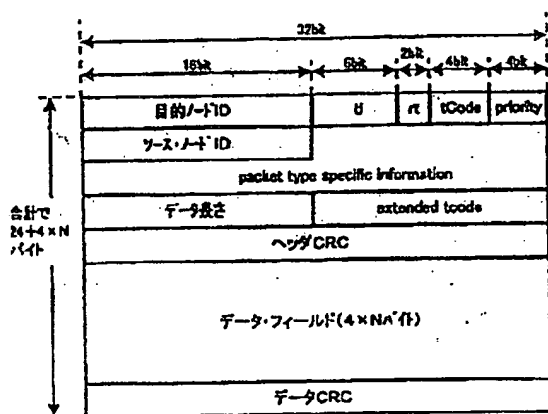 32bit
16bit 6bit 2bit 4bit 4bit
目的ノードID tl rt tCode priority
ソース・ノードID
packet type specific information
データ長さ extended tcode
ヘッダCRC
合計で
24+4×N
バイト
データ・フィールド(4×Nバイト)
データCRC